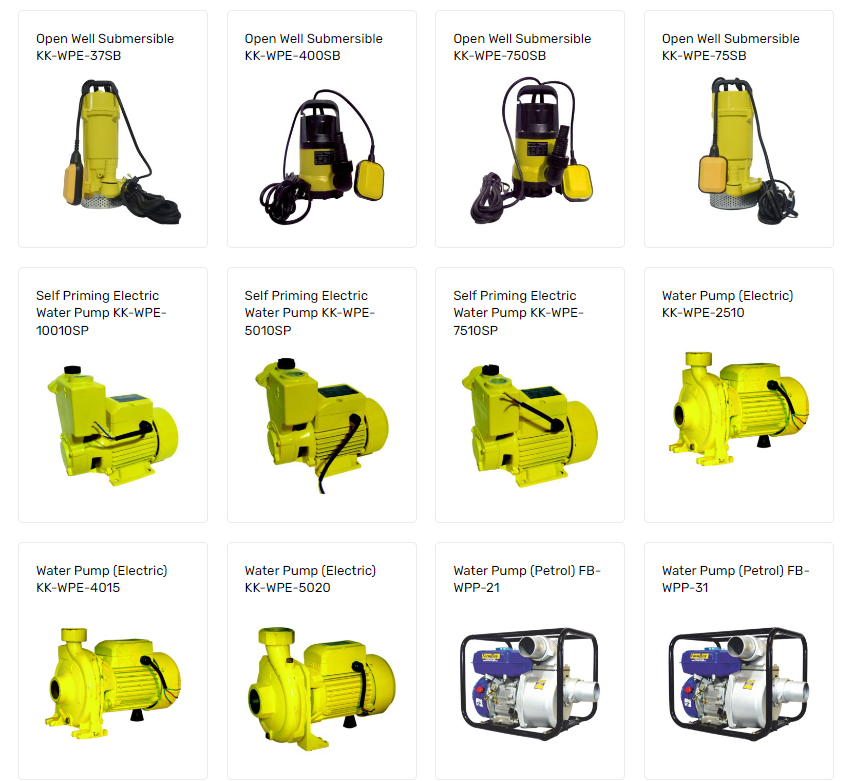 Open Well Submersible
KK-WPE-37SB
Open Well Submersible
KK-WPE-400SB
Open Well Submersible
KK-WPE-750SB
Open Well Submersible
KK-WPE-75SB
Self Priming Electric
Water Pump KK-WPE-
10010SP
Self Priming Electric
Water Pump KK-WPE-
5010SP
Self Priming Electric
Water Pump KK-WPE-
7510SP
Water Pump (Electric)
KK-WPE-2510
Water Pump (Electric)
KK-WPE-4015
Water Pump (Electric)
KK-WPE-5020
Water Pump (Petrol) FB-
WPP-21
Water Pump (Petrol) FB-
WPP-31